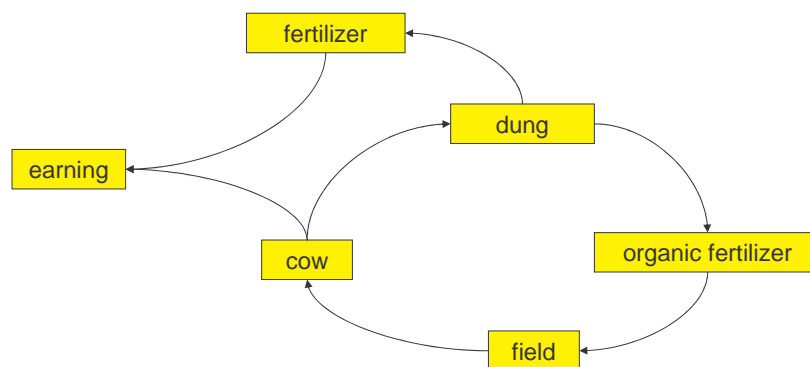 fertilizer
dung
earning
organic fertilizer
cow
field